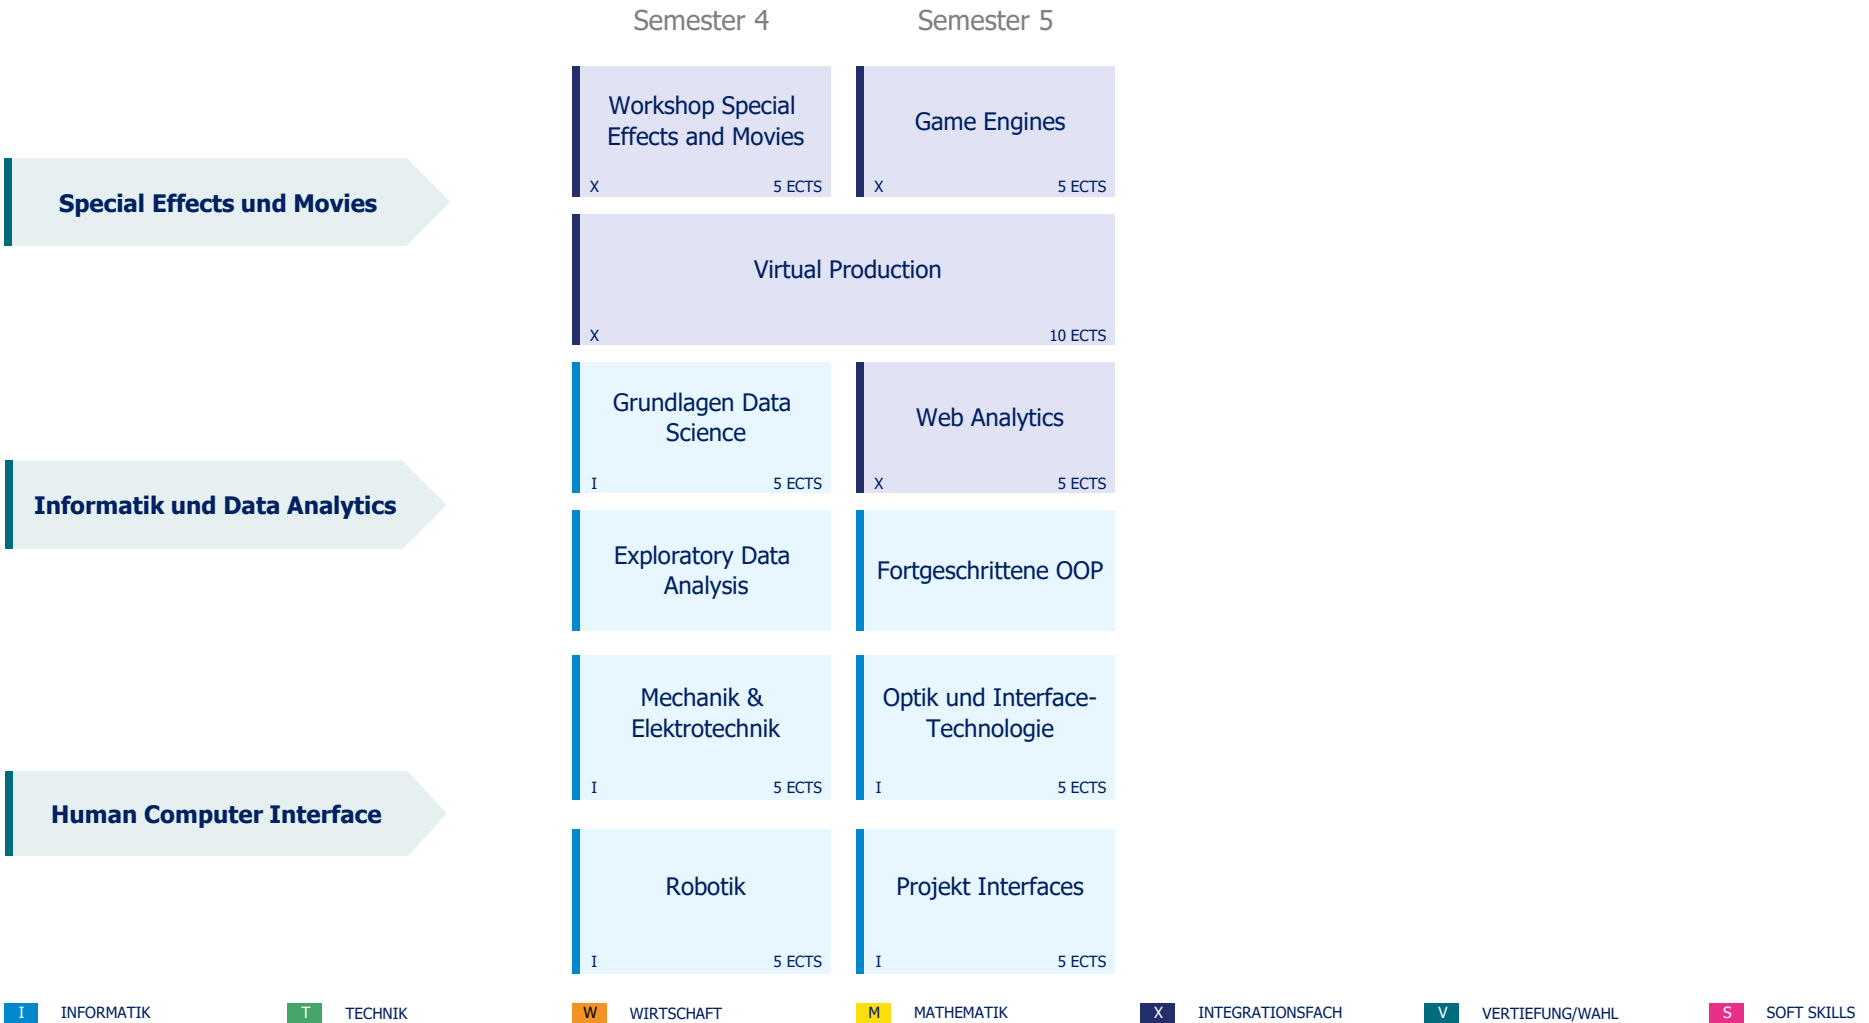 Semester 4
Semester 5
Workshop Special
Effects and Movies
X
5 ECTS
Game Engines
X
5 ECTS
Special Effects und Movies
Virtual Production
X
10 ECTS
Grundlagen Data
Science
I
5 ECTS
Web Analytics
X
5 ECTS
Informatik und Data Analytics
Exploratory Data
Analysis
Fortgeschrittene OOP
Mechanik &
Elektrotechnik
I
5 ECTS
Optik und Interface-
Technologie
I
5 ECTS
Human Computer Interface
Robotik
I
5 ECTS
Projekt Interfaces
I
5 ECTS
I INFORMATIK
T TECHNIK
W WIRTSCHAFT
M MATHEMATIK
X INTEGRATIONSFACH
V VERTIEFUNG/WAHL
S SOFT SKILLS